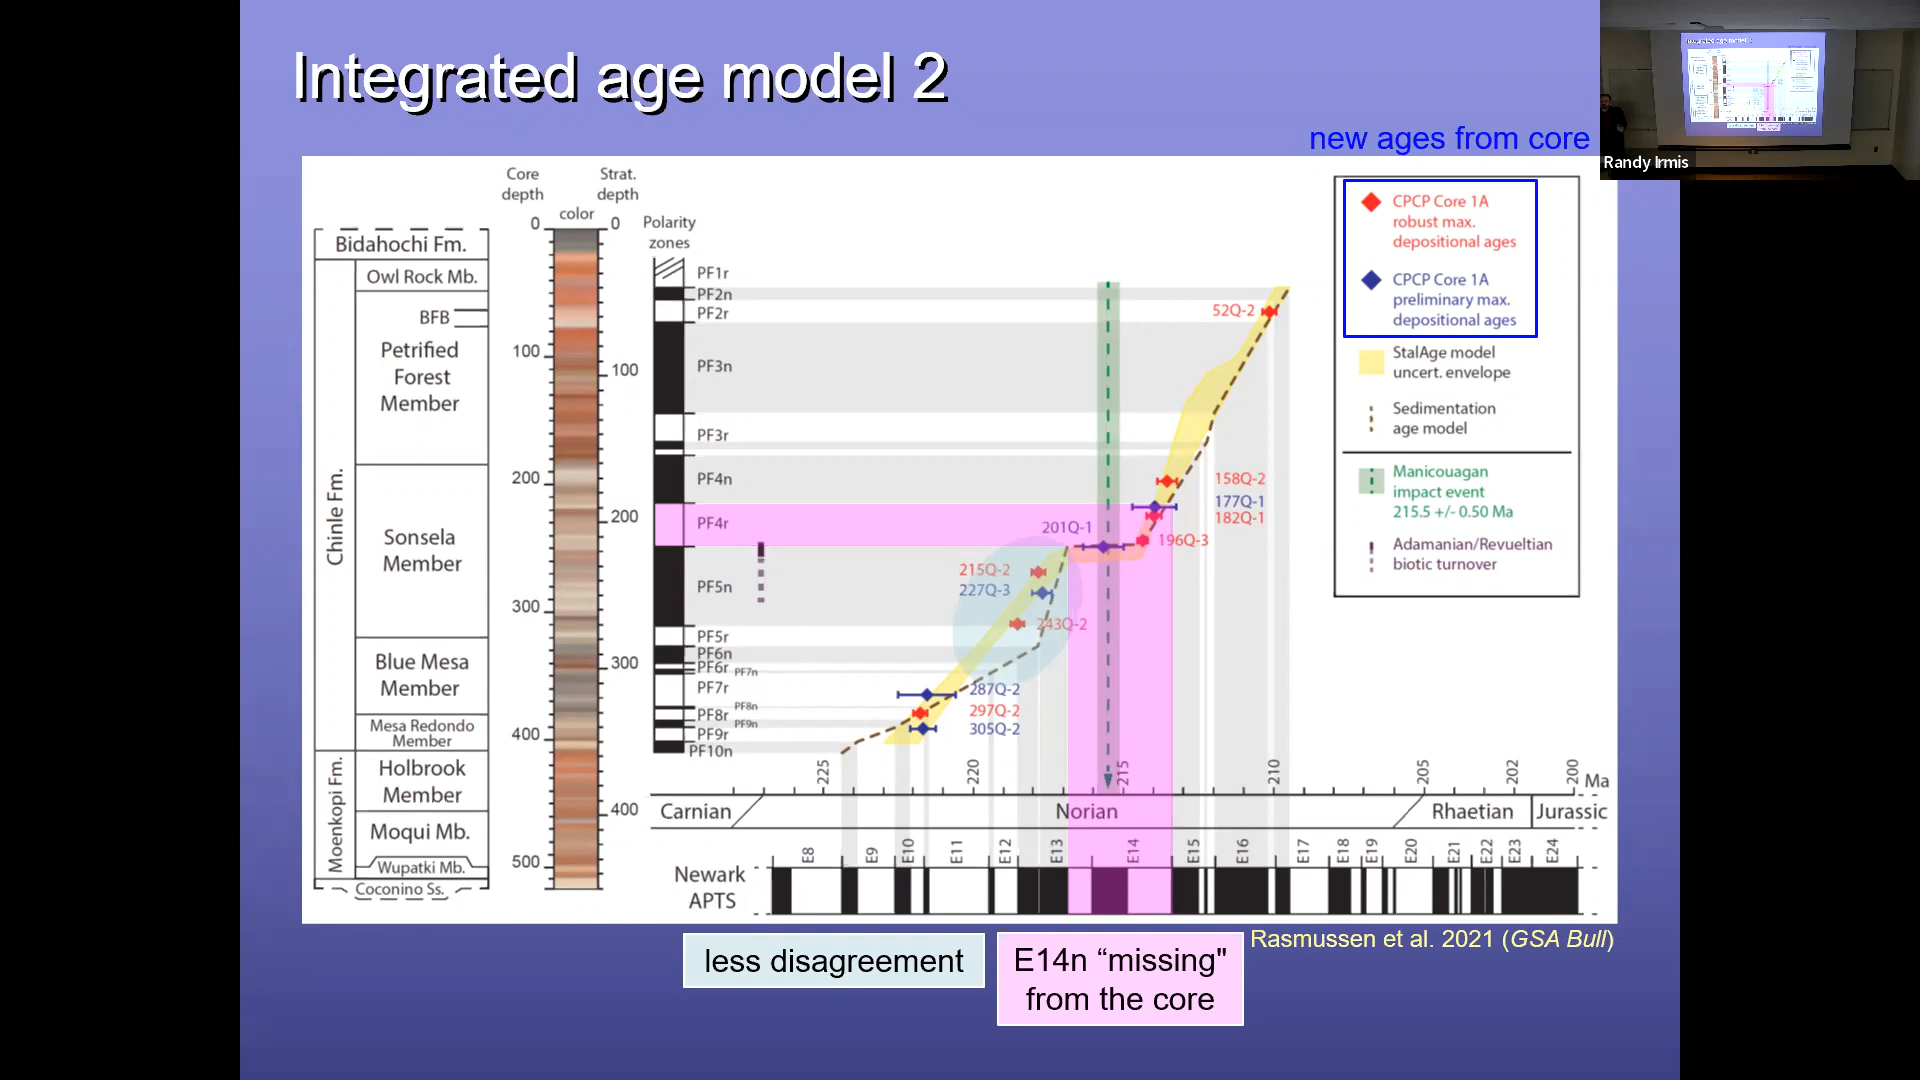 Integrated age model 2
new ages from core
Randy Irmis
Core depth
color
Strat. depth
Polarity zones
0
100
200
300
400
500
0
100
200
300
400
Bidahochi Fm.
Chinle Fm.
Owl Rock Mb.
BFB
Petrified Forest Member
Sonsela Member
Blue Mesa Member
Mesa Redondo Member
Moenkopi Fm.
Holbrook Member
Moqui Mb.
Wupatki Mb.
Coconino Ss.
PF1r
PF2n
PF2r
PF3n
PF3r
PF4n
PF4r
PF5n
PF5r
PF6n
PF6r
PF7n
PF7r
PF8n
PF8r
PF9n
PF9r
PF10n
52Q-2
158Q-2
177Q-1
182Q-1
201Q-1
196Q-3
215Q-2
227Q-3
243Q-2
287Q-2
297Q-2
305Q-2
CPCP Core 1A
robust max.
depositional ages
CPCP Core 1A
preliminary max.
depositional ages
StalAge model
uncert. envelope
Sedimentation
age model
Manicouagan
impact event
215.5 +/- 0.50 Ma
Adamanian/Revueltian
biotic turnover
225
220
215
210
205
202
200
Ma
Carnian
Norian
Rhaetian
Jurassic
E8
E9
E10
E11
E12
E13
E14
E15
E16
E17
E18
E19
E20
E21
E22
E23
E24
Newark
APTS
less disagreement
E14n “missing"
from the core
Rasmussen et al. 2021 (GSA Bull)